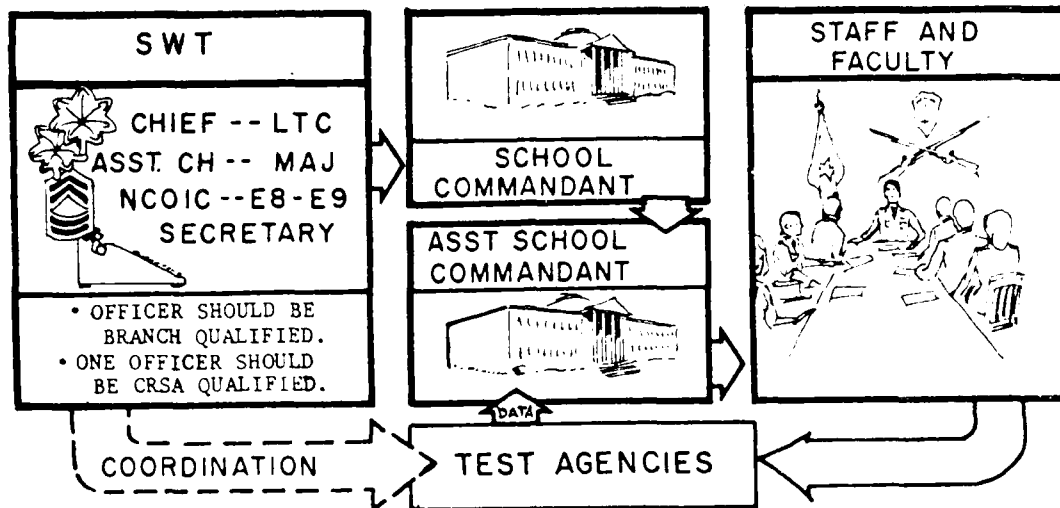 SWT
CHIEF -- LTC
ASST. CH -- MAJ
NCOIC -- E8-E9
SECRETARY
• OFFICER SHOULD BE
BRANCH QUALIFIED.
• ONE OFFICER SHOULD
BE CRSA QUALIFIED.
SCHOOL
COMMANDANT
ASST SCHOOL
COMMANDANT
STAFF AND
FACULTY
DATA
COORDINATION
TEST AGENCIES